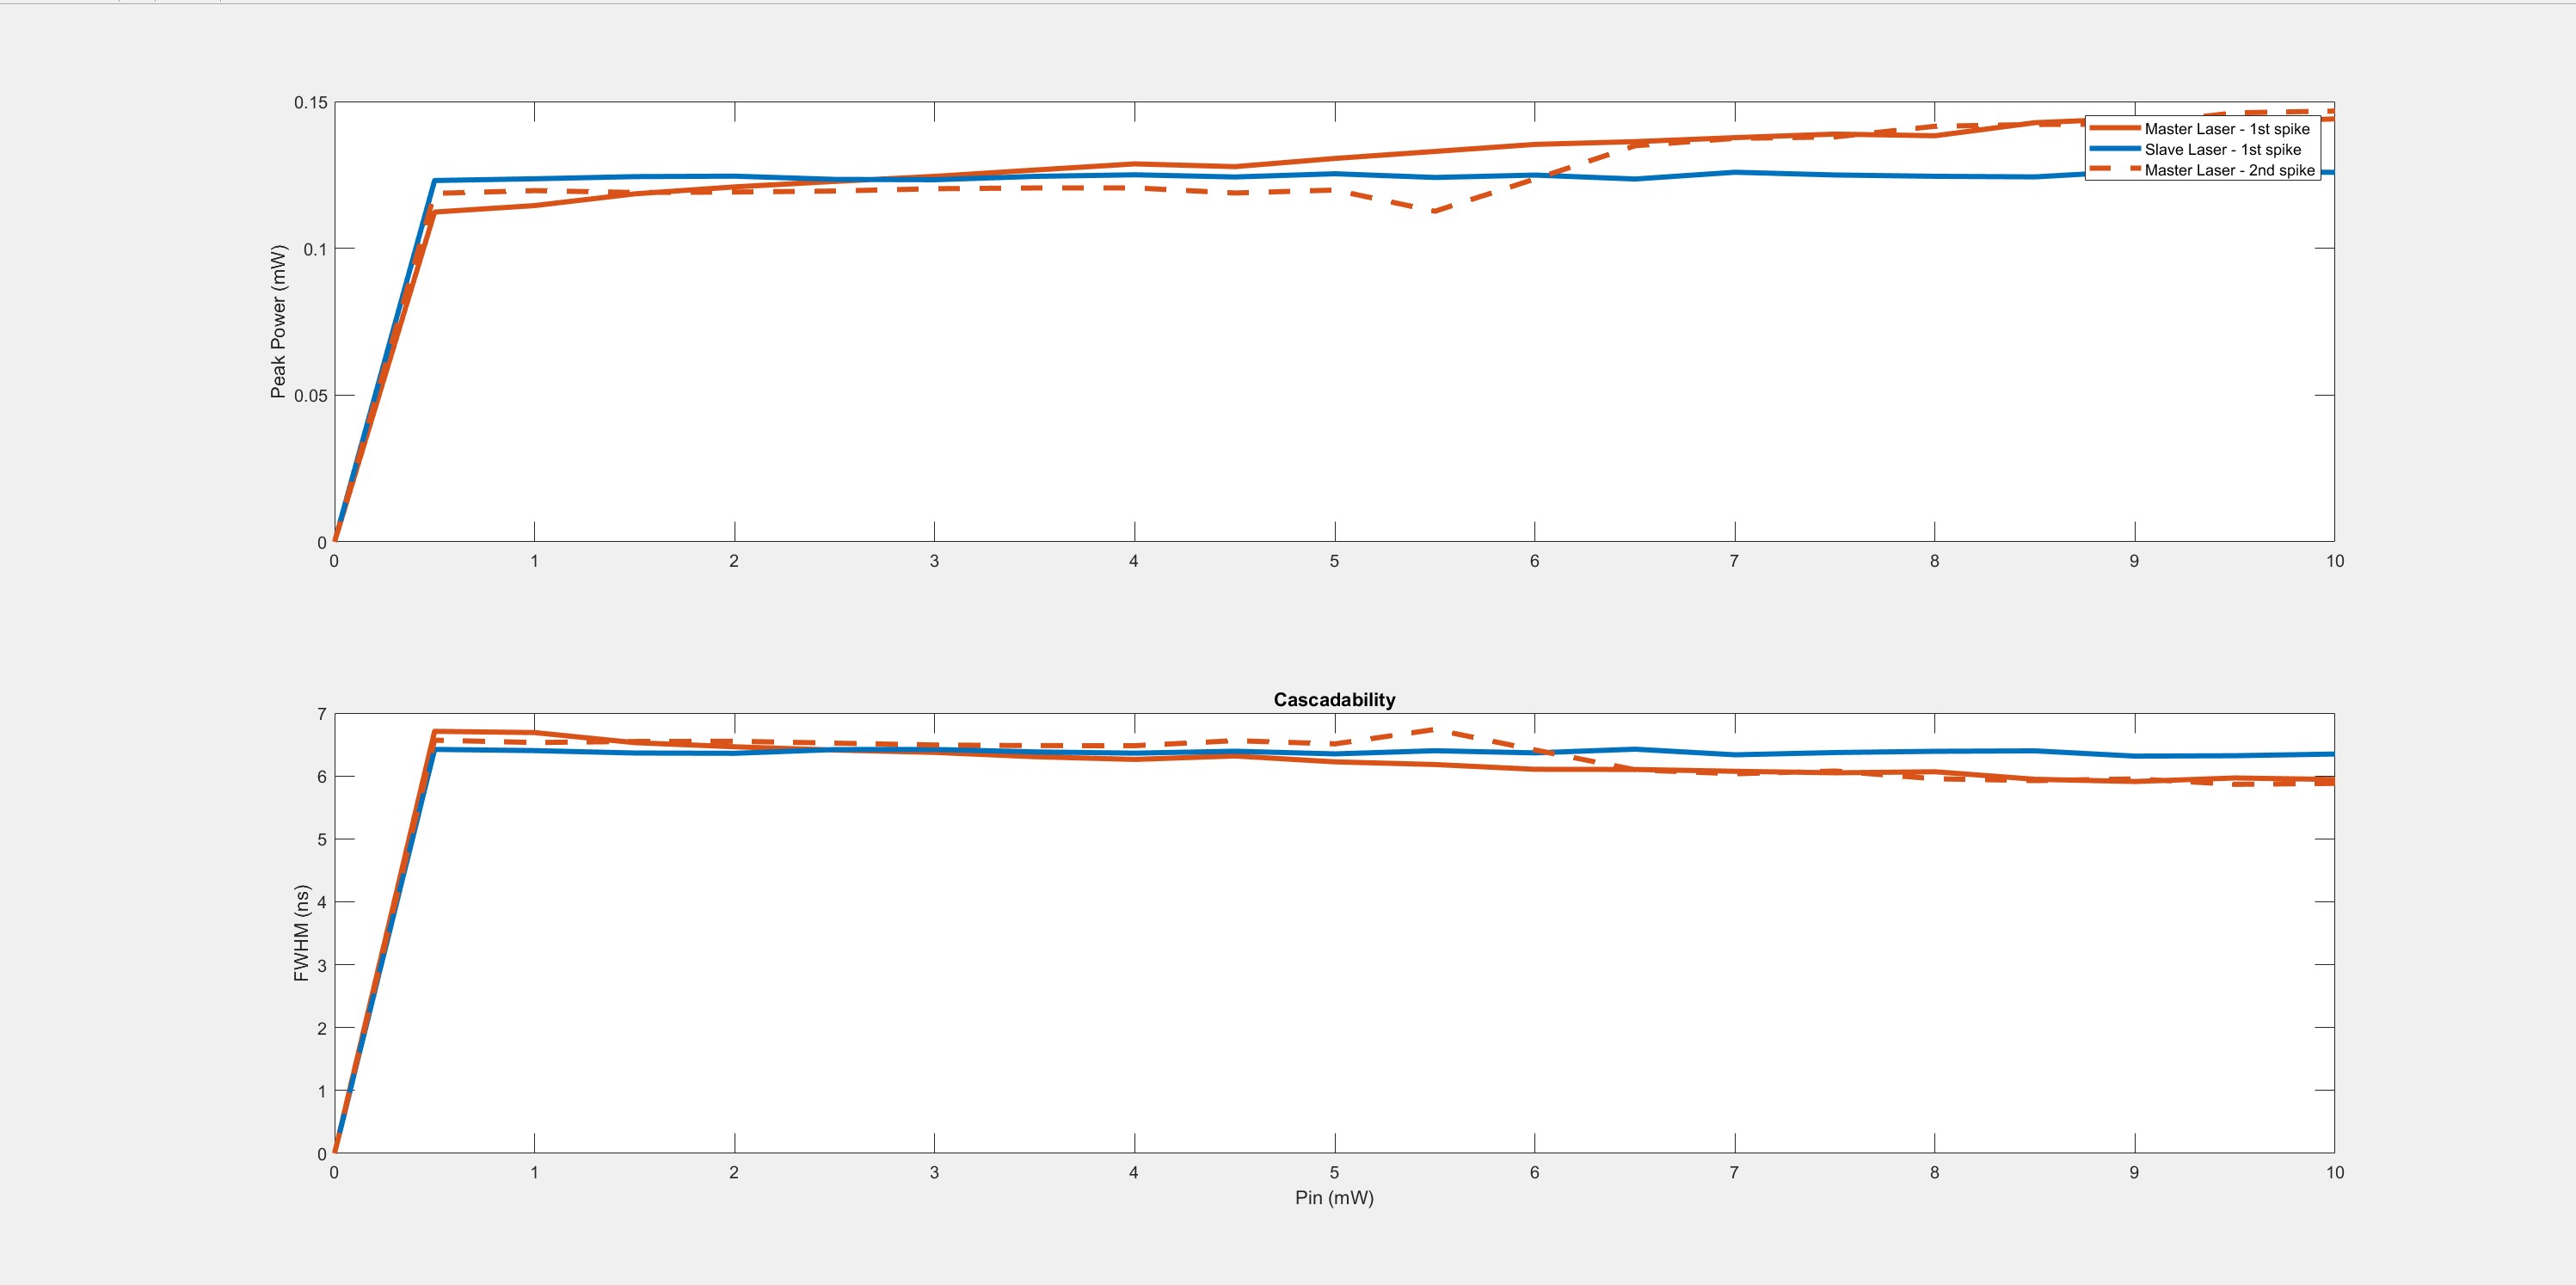 0.15
0.1
0.05
0
Peak Power (mW)
0 1 2 3 4 5 6 7 8 9 10
Master Laser - 1st spike
Slave Laser - 1st spike
Master Laser - 2nd spike
Cascadability
7
6
5
4
3
2
1
0
FWHM (ns)
0 1 2 3 4 5 6 7 8 9 10
Pin (mW)